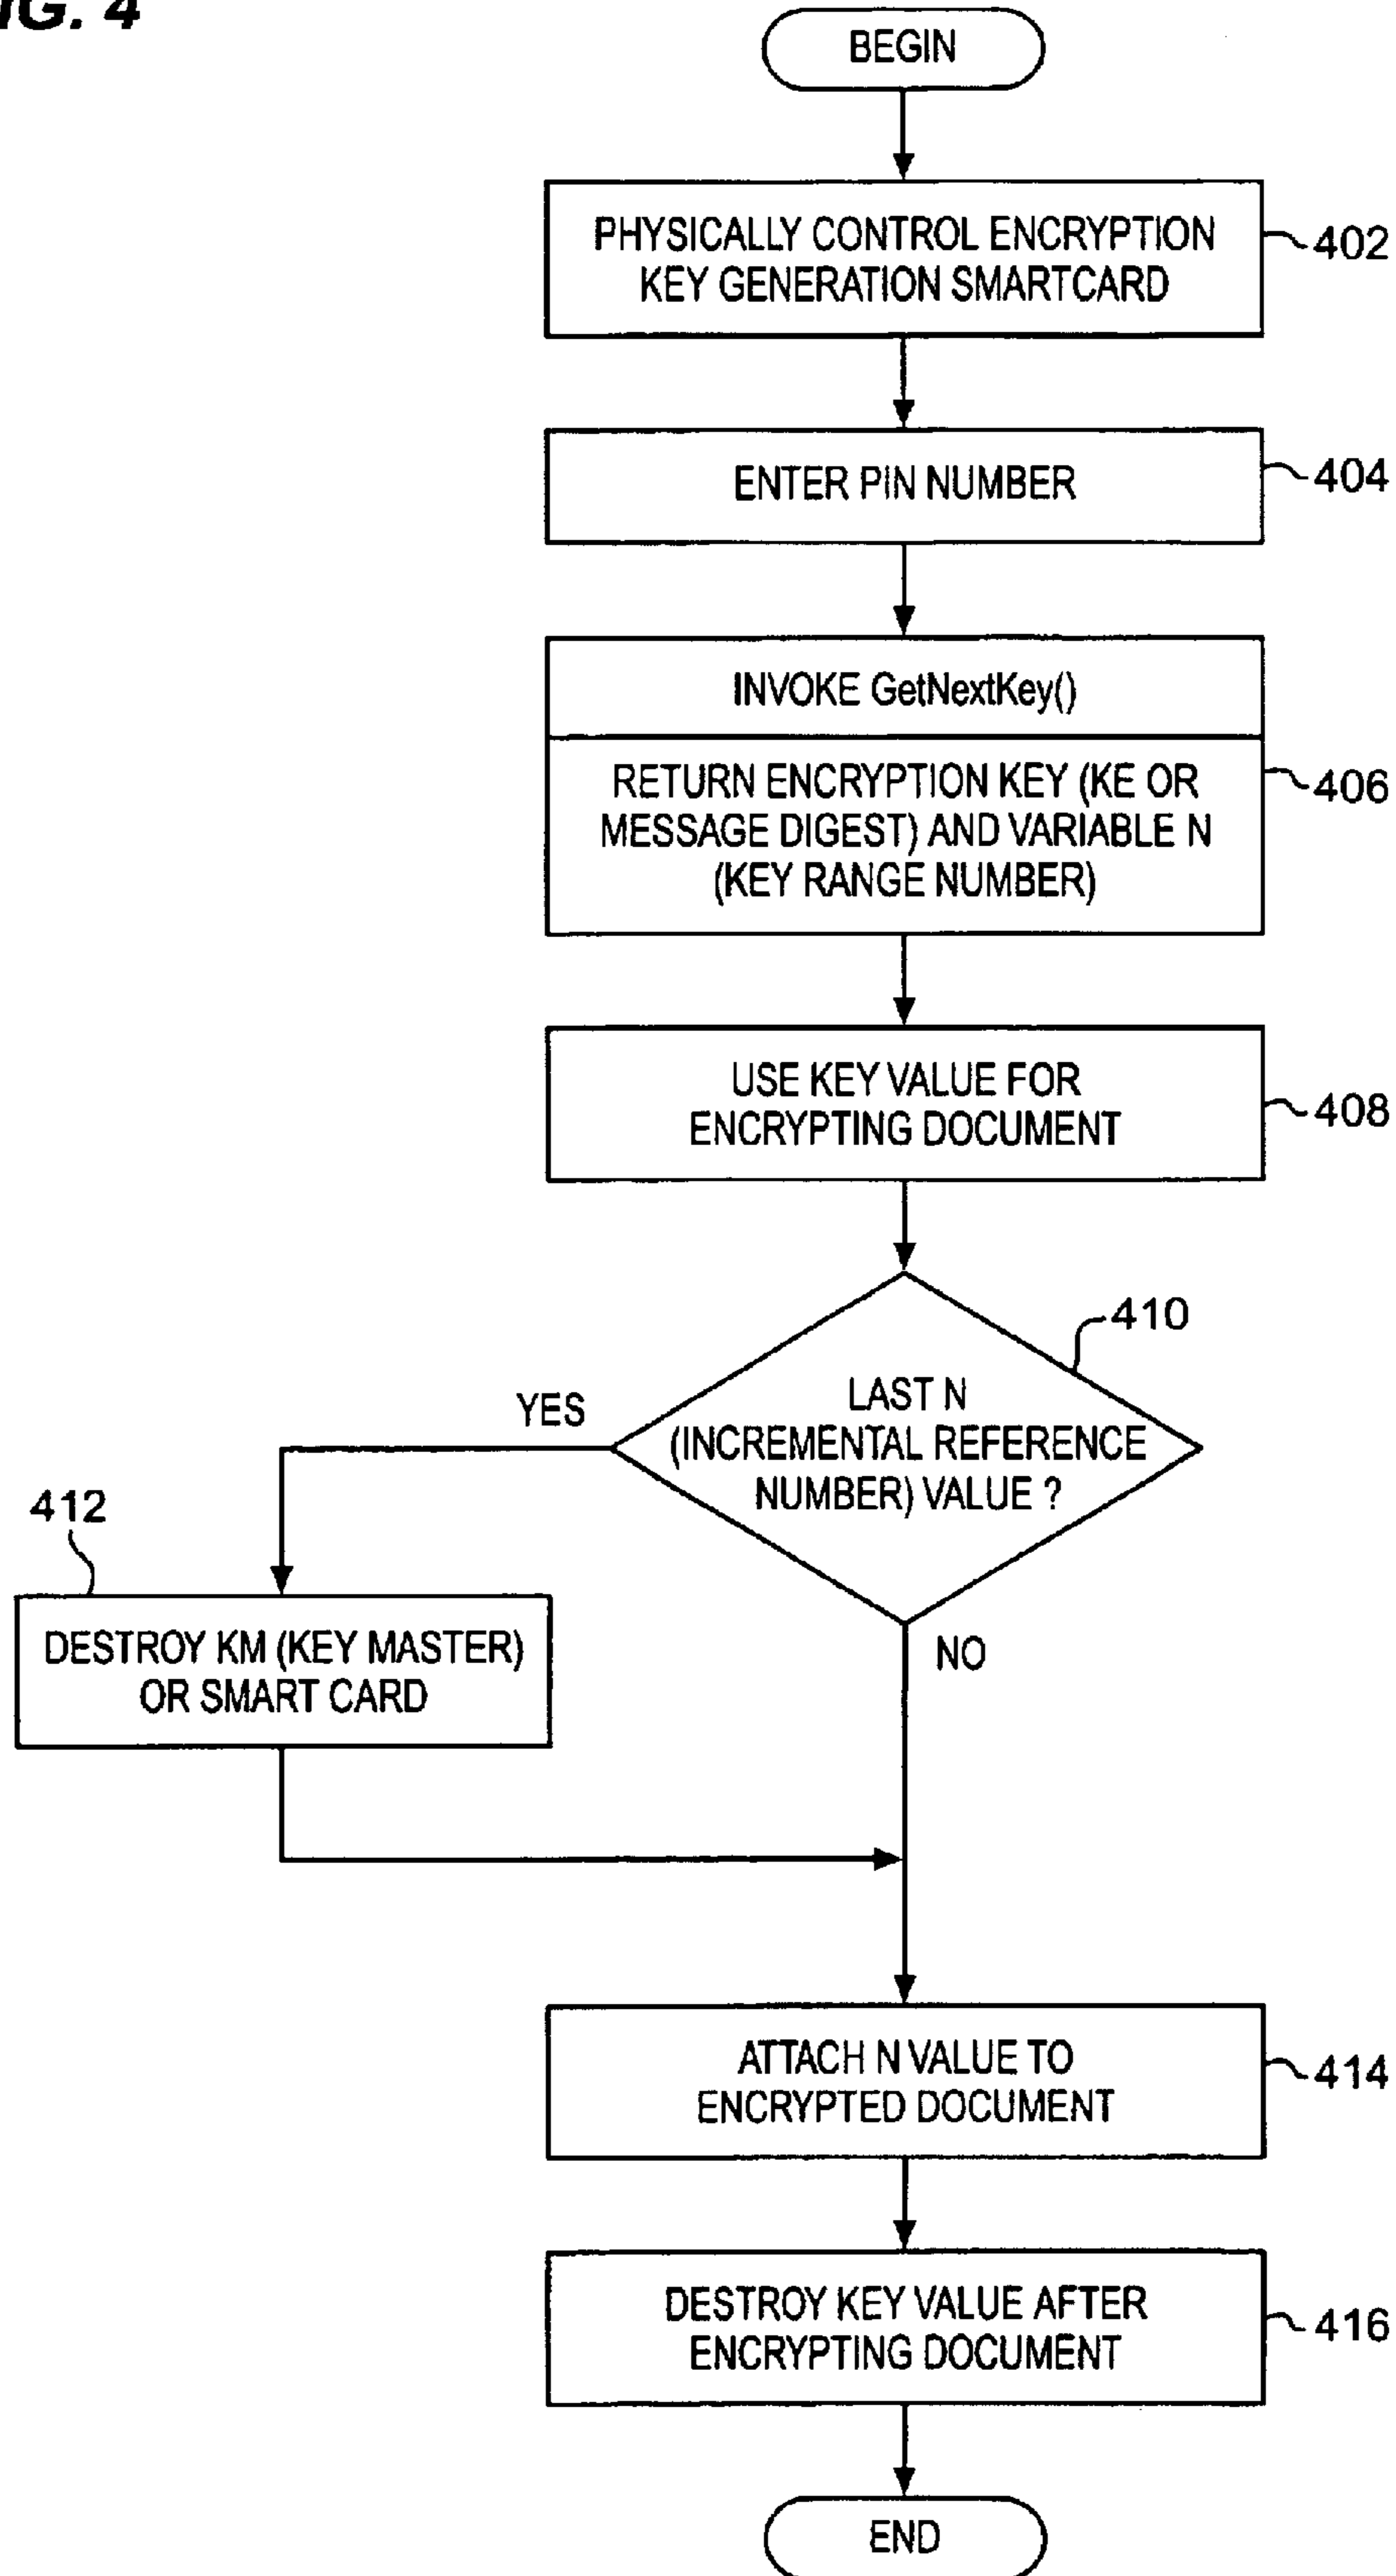 FIG. 4
BEGIN
PHYSICALLY CONTROL ENCRYPTION
KEY GENERATION SMARTCARD
402
ENTER PIN NUMBER
404
INVOKE GetNextKey()
RETURN ENCRYPTION KEY (KE OR
MESSAGE DIGEST) AND VARIABLE N
(KEY RANGE NUMBER)
406
USE KEY VALUE FOR
ENCRYPTING DOCUMENT
408
410
LAST N
(INCREMENTAL REFERENCE
NUMBER) VALUE ?
YES
NO
412
DESTROY KM (KEY MASTER)
OR SMART CARD
ATTACH N VALUE TO
ENCRYPTED DOCUMENT
414
DESTROY KEY VALUE AFTER
ENCRYPTING DOCUMENT
416
END